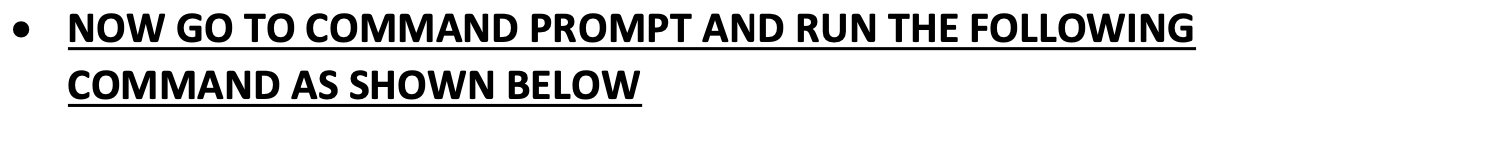 • NOW GO TO COMMAND PROMPT AND RUN THE FOLLOWING
COMMAND AS SHOWN BELOW